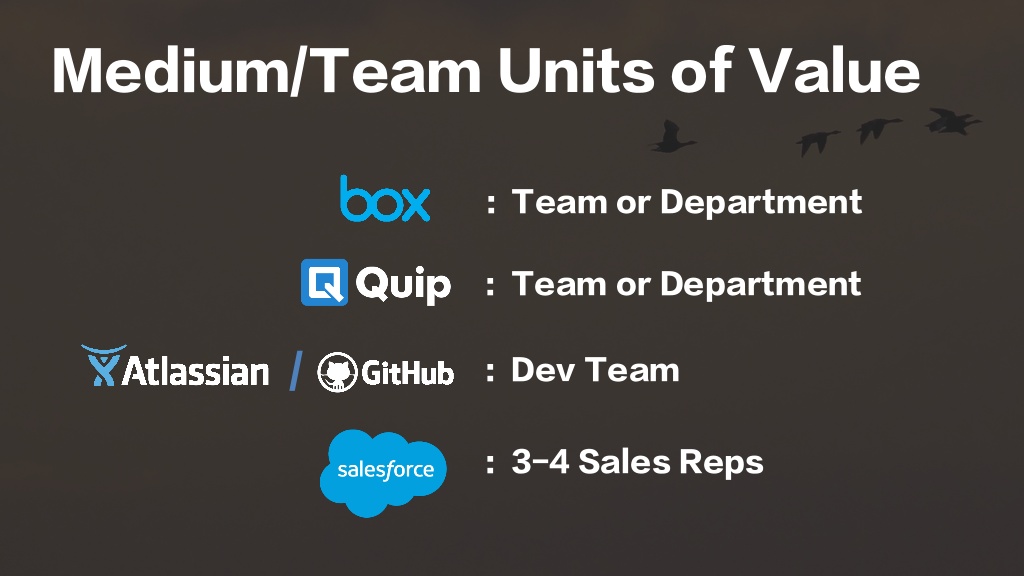 Medium/Team Units of Value
box : Team or Department
Quip : Team or Department
Atlassian / GitHub : Dev Team
salesforce : 3-4 Sales Reps